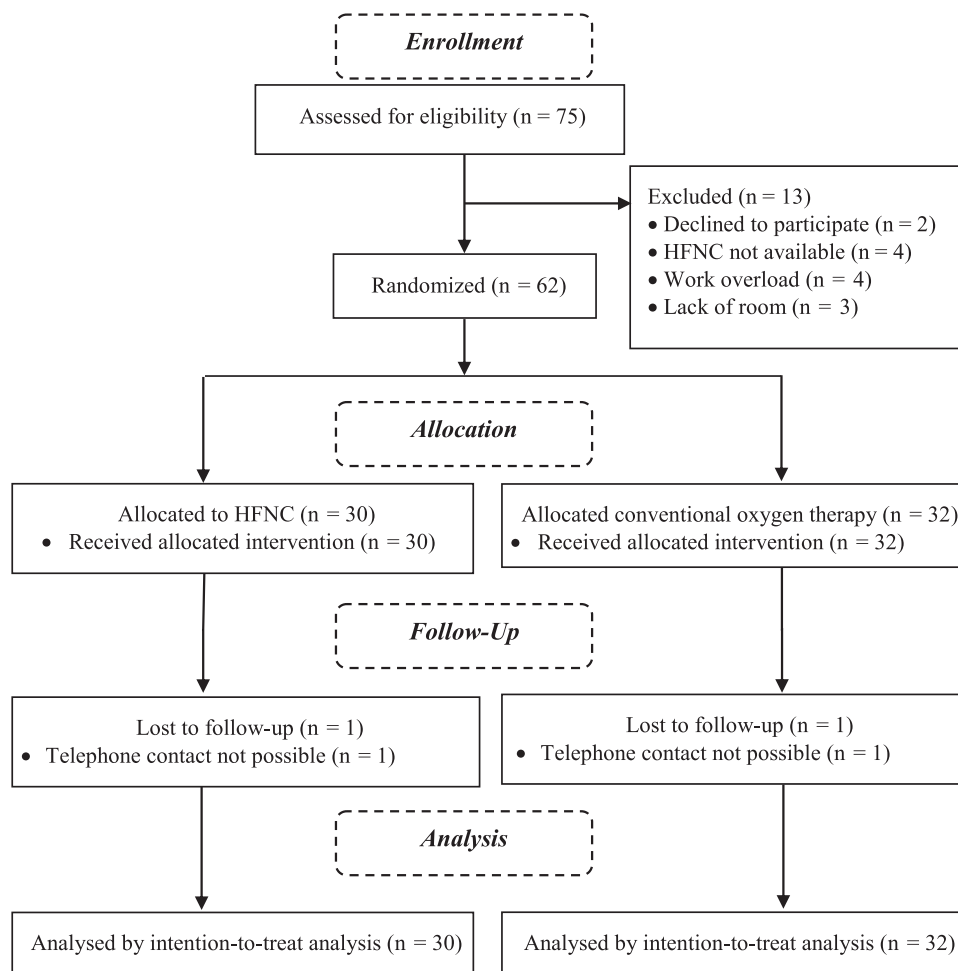 Enrollment
Assessed for eligibility (n = 75)
Excluded (n = 13)
• Declined to participate (n = 2)
• HFNC not available (n = 4)
• Work overload (n = 4)
• Lack of room (n = 3)
Randomized (n = 62)
Allocation
Allocated to HFNC (n = 30)
• Received allocated intervention (n = 30)
Allocated conventional oxygen therapy (n = 32)
• Received allocated intervention (n = 32)
Follow-Up
Lost to follow-up (n = 1)
• Telephone contact not possible (n = 1)
Lost to follow-up (n = 1)
• Telephone contact not possible (n = 1)
Analysis
Analysed by intention-to-treat analysis (n = 30)
Analysed by intention-to-treat analysis (n = 32)